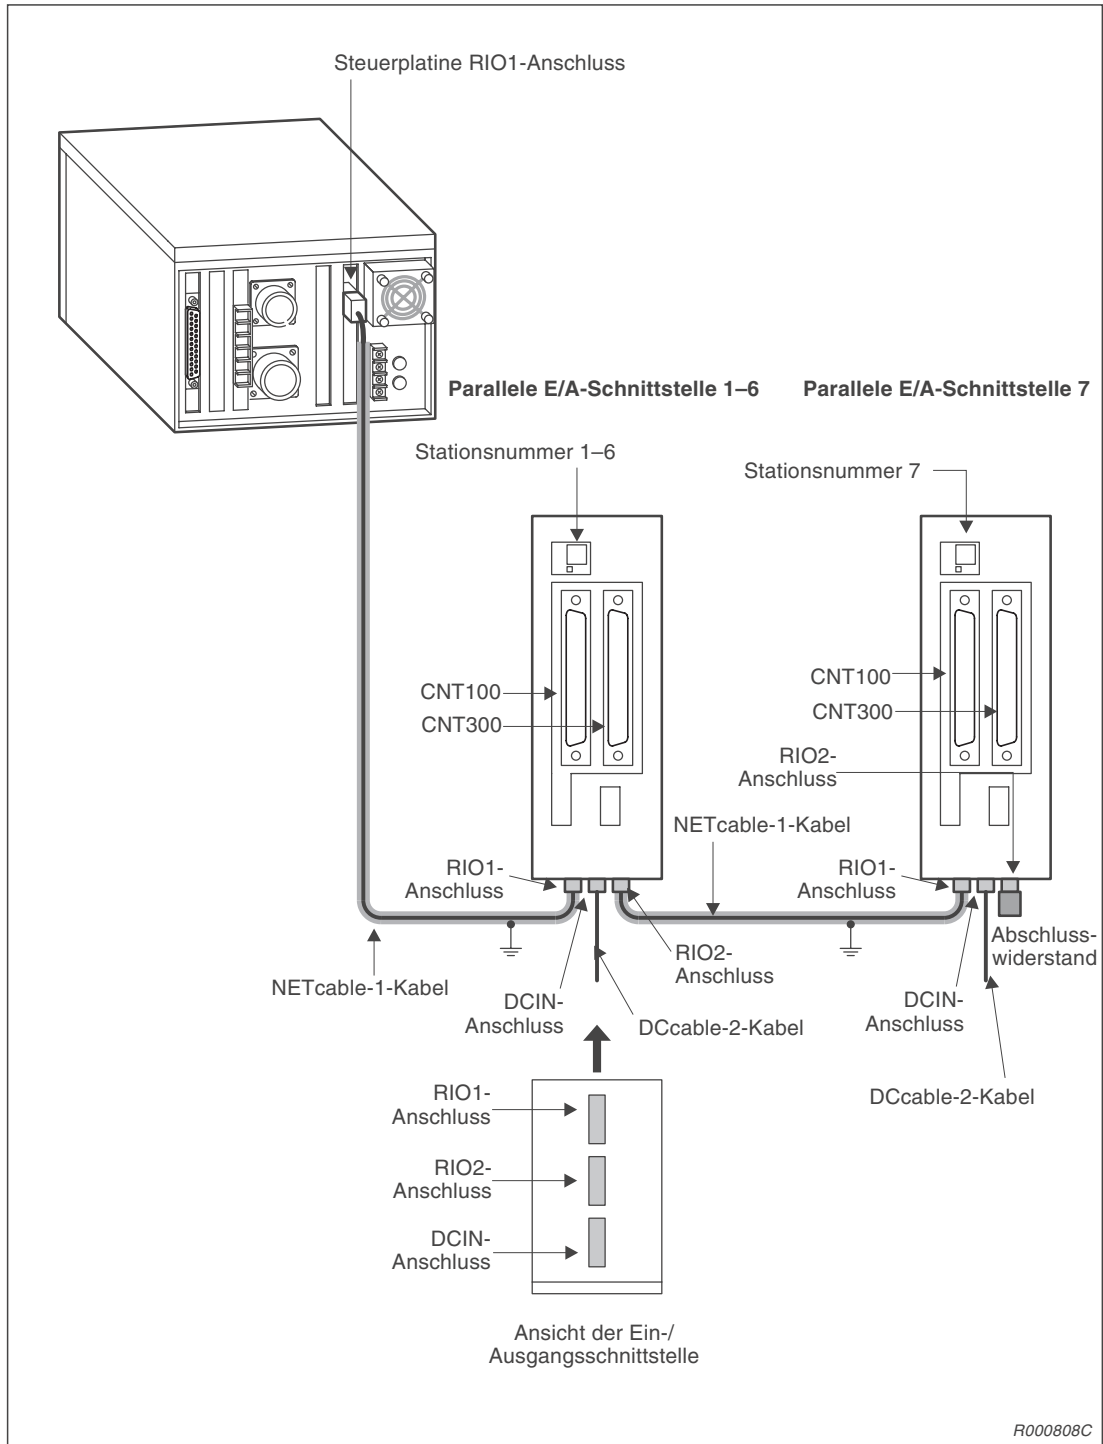 Steuerplatine RIO1-Anschluss
Parallele E/A-Schnittstelle 1–6
Parallele E/A-Schnittstelle 7
Stationsnummer 1–6
Stationsnummer 7
CNT100
CNT300
CNT100
CNT300
RIO2-
Anschluss
NETcable-1-Kabel
RIO1-
Anschluss
RIO1-
Anschluss
NETcable-1-Kabel
DCIN-
Anschluss
RIO2-
Anschluss
DCcable-2-Kabel
Abschluss-
widerstand
DCIN-
Anschluss
DCcable-2-Kabel
RIO1-
Anschluss
RIO2-
Anschluss
DCIN-
Anschluss
Ansicht der Ein-/
Ausgangsschnittstelle
R000808C